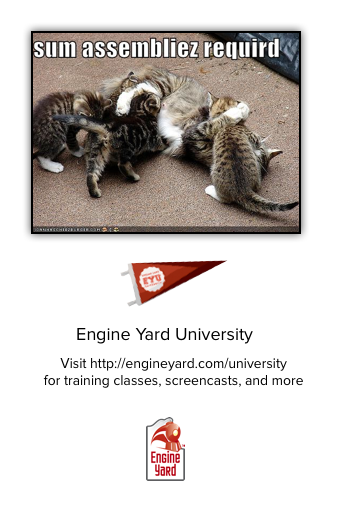 sum assembliez requird
EYU
Engine Yard University
Visit http://engineyard.com/university
for training classes, screencasts, and more
Engine
Yard